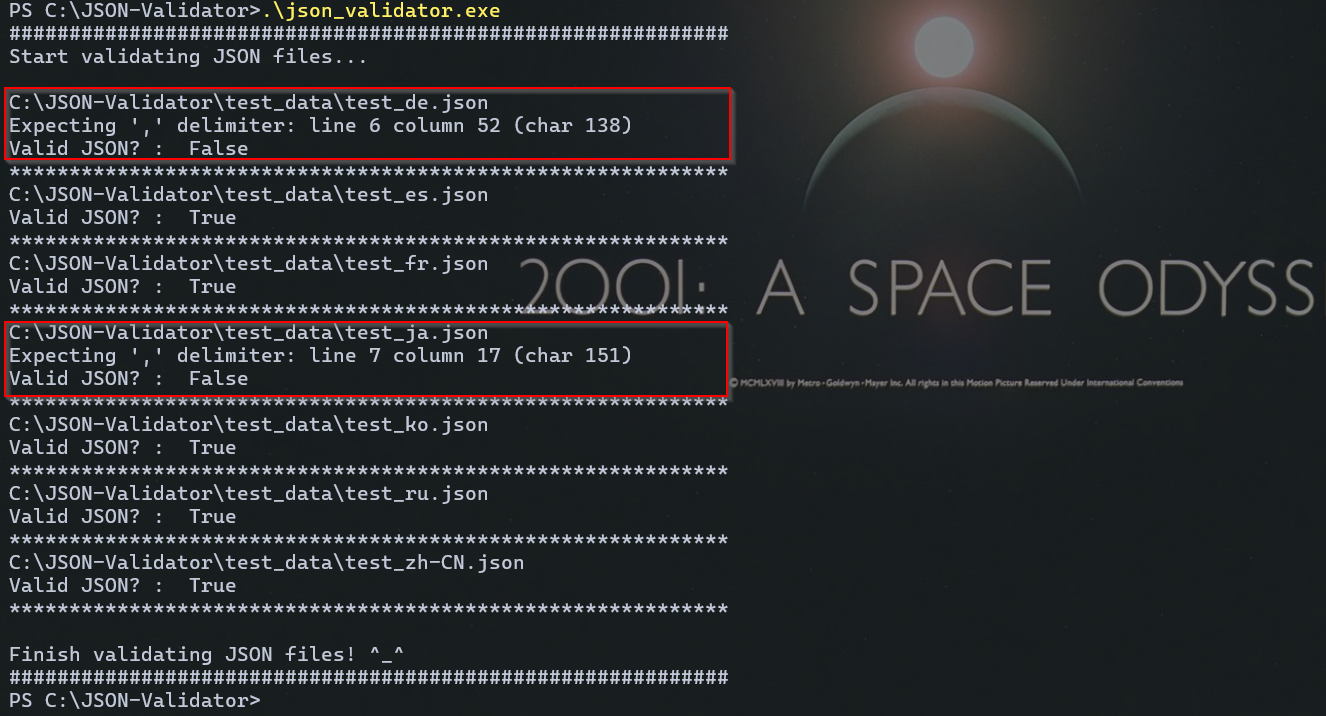 PS C:\JSON-Validator>.\json_validator.exe
############################################################
Start validating JSON files...
C:\JSON-Validator\test_data\test_de.json
Expecting ',' delimiter: line 6 column 52 (char 138)
Valid JSON? :  False
************************************************************
C:\JSON-Validator\test_data\test_es.json
Valid JSON? :  True
************************************************************
C:\JSON-Validator\test_data\test_fr.json
Valid JSON? :  True
************************************************************
C:\JSON-Validator\test_data\test_ja.json
Expecting ',' delimiter: line 7 column 17 (char 151)
Valid JSON? :  False
************************************************************
C:\JSON-Validator\test_data\test_ko.json
Valid JSON? :  True
************************************************************
C:\JSON-Validator\test_data\test_ru.json
Valid JSON? :  True
************************************************************
C:\JSON-Validator\test_data\test_zh-CN.json
Valid JSON? :  True
************************************************************
Finish validating JSON files! ^_^
############################################################
PS C:\JSON-Validator>
2001: A SPACE ODYSS
© MCMLXVIII by Metro-Goldwyn-Mayer Inc. All rights in this Motion Picture Reserved Under International Conventions